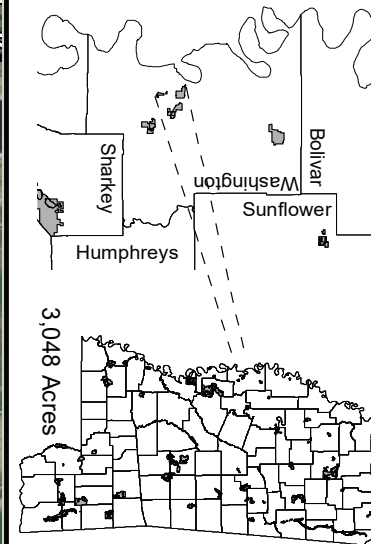 Bolivar
Washington
Sharkey
Sunflower
Humphreys
3,048 Acres